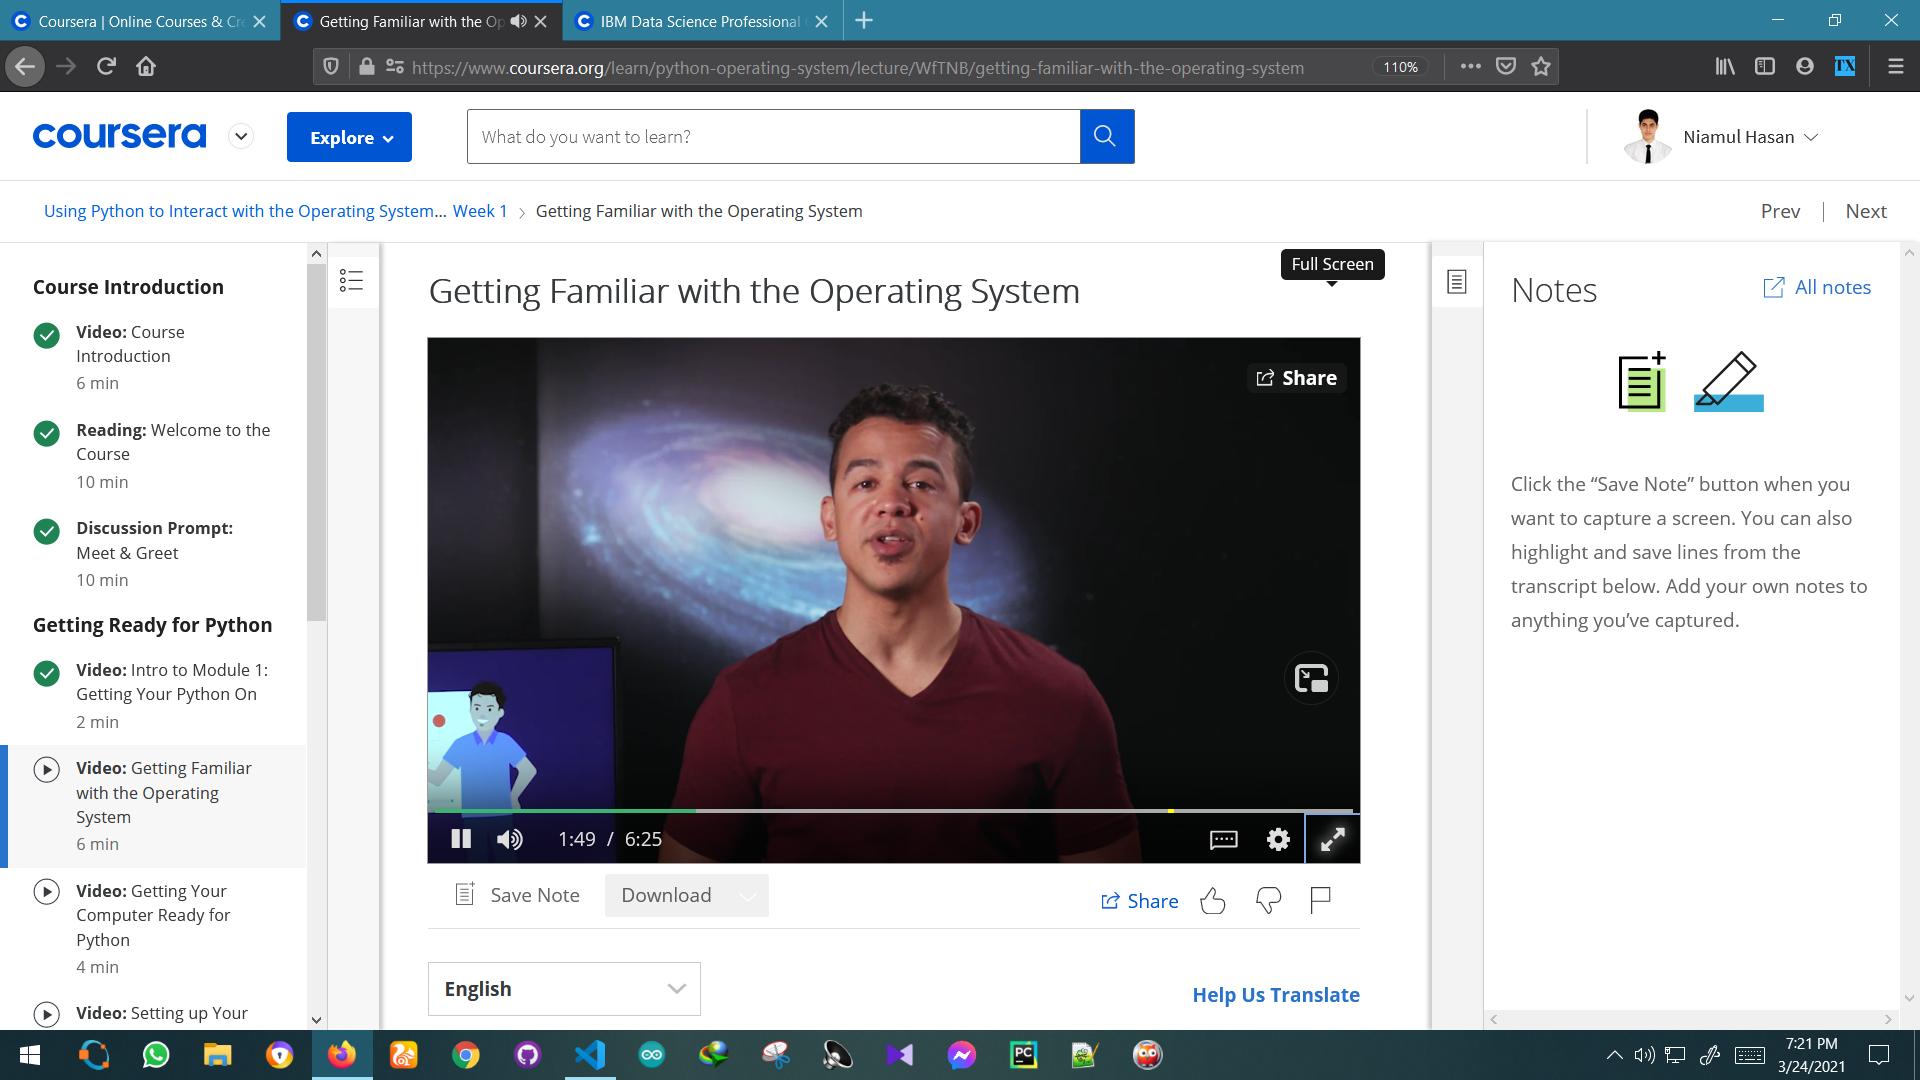 Coursera | Online Courses & Cre
Getting Familiar with the Op
IBM Data Science Professional
https://www.coursera.org/learn/python-operating-system/lecture/WfTNB/getting-familiar-with-the-operating-system
110%
TX
coursera
Explore
What do you want to learn?
Niamul Hasan
Using Python to Interact with the Operating System... Week 1 > Getting Familiar with the Operating System
Prev | Next
Course Introduction
Video: Course
Introduction
6 min
Reading: Welcome to the
Course
10 min
Discussion Prompt:
Meet & Greet
10 min
Getting Ready for Python
Video: Intro to Module 1:
Getting Your Python On
2 min
Video: Getting Familiar
with the Operating
System
6 min
Video: Getting Your
Computer Ready for
Python
4 min
Video: Setting up Your
Full Screen
Getting Familiar with the Operating System
Share
1:49 / 6:25
Save Note
Download
Share
English
Help Us Translate
Notes
All notes
Click the “Save Note” button when you
want to capture a screen. You can also
highlight and save lines from the
transcript below. Add your own notes to
anything you’ve captured.
PC
7:21 PM
3/24/2021